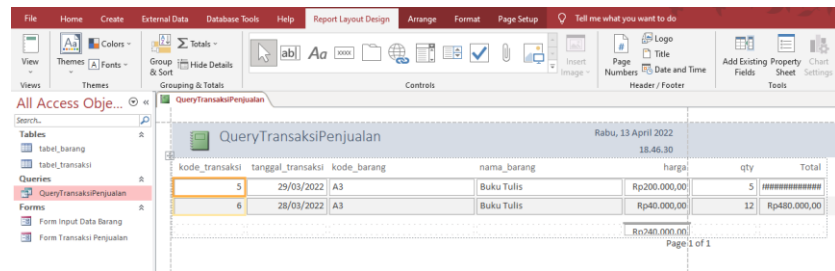 File Home Create External Data Database Tools Help Report Layout Design Arrange Format Page Setup Tell me what you want to do
View Themes Colors Fonts Group & Sort Totals Hide Details ab| Aa xxxx Insert Image Page Numbers Logo Title Date and Time Add Existing Fields Property Sheet Chart Settings
Views Themes Grouping & Totals Controls Header / Footer Tools
All Access Obje... «
Search...
Tables
tabel_barang
tabel_transaksi
Queries
QueryTransaksiPenjualan
Forms
Form Input Data Barang
Form Transaksi Penjualan
QueryTransaksiPenjualan
QueryTransaksiPenjualan Rabu, 13 April 2022
18.46.30
kode_transaksi tanggal_transaksi kode_barang nama_barang harga qty Total
5 29/03/2022 A3 Buku Tulis Rp200.000,00 5 #############
6 28/03/2022 A3 Buku Tulis Rp40.000,00 12 Rp480.000,00
Rp240.000,00
Page 1 of 1